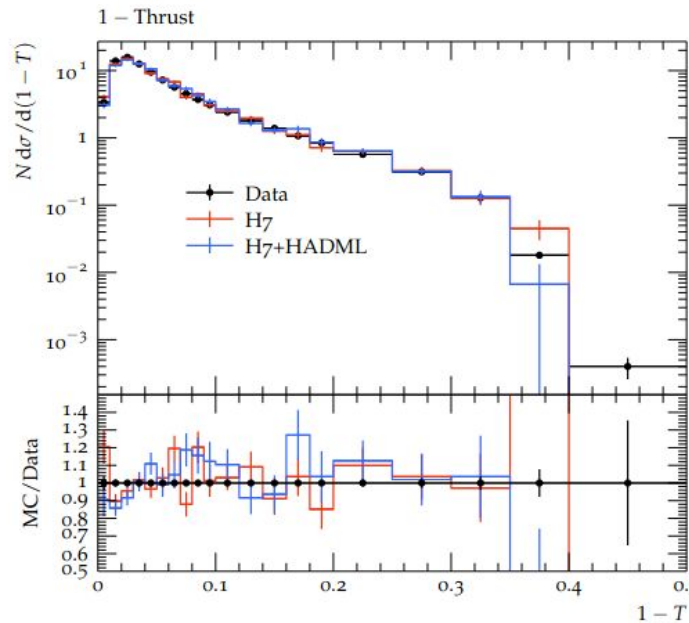 1 − Thrust
N dσ/d(1 − T)
10¹
1
10⁻¹
10⁻²
10⁻³
Data
H7
H7+HADML
MC/Data
1.4
1.3
1.2
1.1
1
0.9
0.8
0.7
0.6
0.5
0 0.1 0.2 0.3 0.4 0.
1 − T